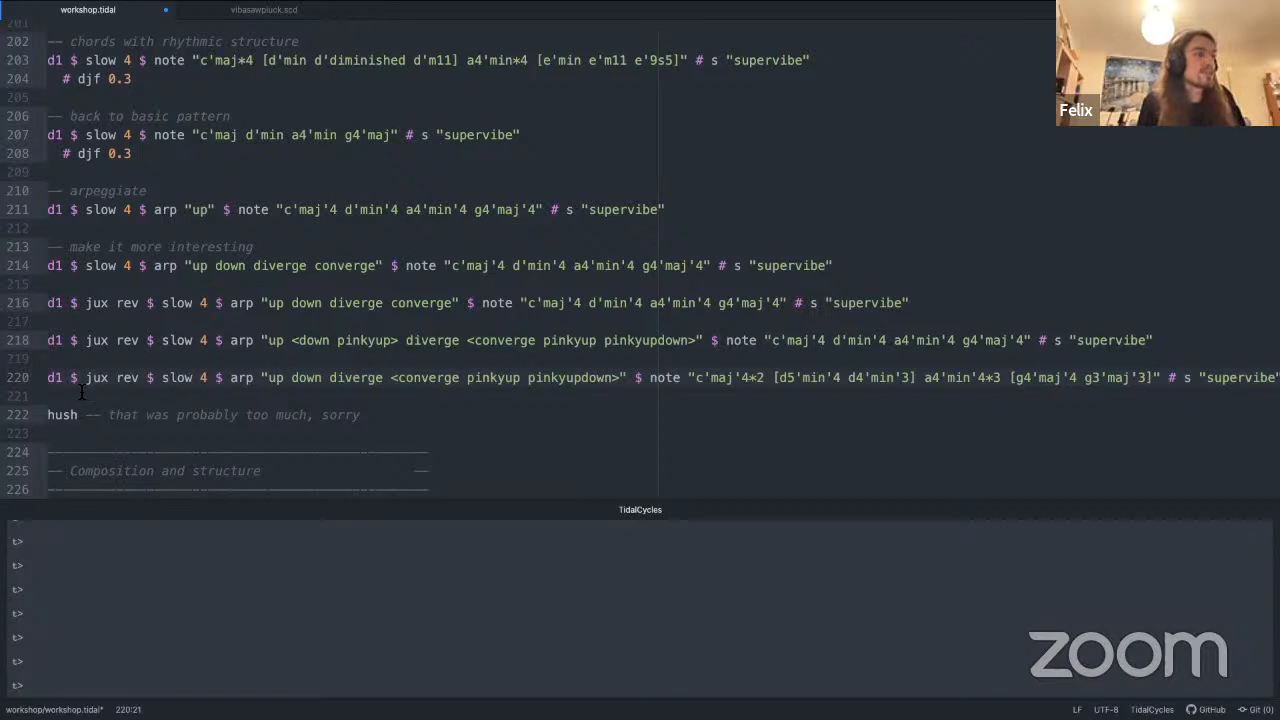 workshop.tidal
vibasawpluck.scd
201
202 -- chords with rhythmic structure
203 d1 $ slow 4 $ note "c'maj*4 [d'min d'diminished d'm11] a4'min*4 [e'min e'm11 e'9s5]" # s "supervibe"
204 # djf 0.3
205
206 -- back to basic pattern
207 d1 $ slow 4 $ note "c'maj d'min a4'min g4'maj" # s "supervibe"
208 # djf 0.3
209
210 -- arpeggiate
211 d1 $ slow 4 $ arp "up" $ note "c'maj'4 d'min'4 a4'min'4 g4'maj'4" # s "supervibe"
212
213 -- make it more interesting
214 d1 $ slow 4 $ arp "up down diverge converge" $ note "c'maj'4 d'min'4 a4'min'4 g4'maj'4" # s "supervibe"
215
216 d1 $ jux rev $ slow 4 $ arp "up down diverge converge" $ note "c'maj'4 d'min'4 a4'min'4 g4'maj'4" # s "supervibe"
217
218 d1 $ jux rev $ slow 4 $ arp "up <down pinkyup> diverge <converge pinkyup pinkyupdown>" $ note "c'maj'4 d'min'4 a4'min'4 g4'maj'4" # s "supervibe"
219
220 d1 $ jux rev $ slow 4 $ arp "up down diverge <converge pinkyup pinkyupdown>" $ note "c'maj'4*2 [d5'min'4 d4'min'3] a4'min'4*3 [g4'maj'4 g3'maj'3]" # s "supervibe"
221
222 hush -- that was probably too much, sorry
223
224 --------------------------------------------------
225 -- Composition and structure --
226 --------------------------------------------------
Felix
TidalCycles
t>
t>
t>
t>
t>
t>
t>
zoom
workshop/workshop.tidal* 220:21 LF UTF-8 TidalCycles GitHub Git (0)